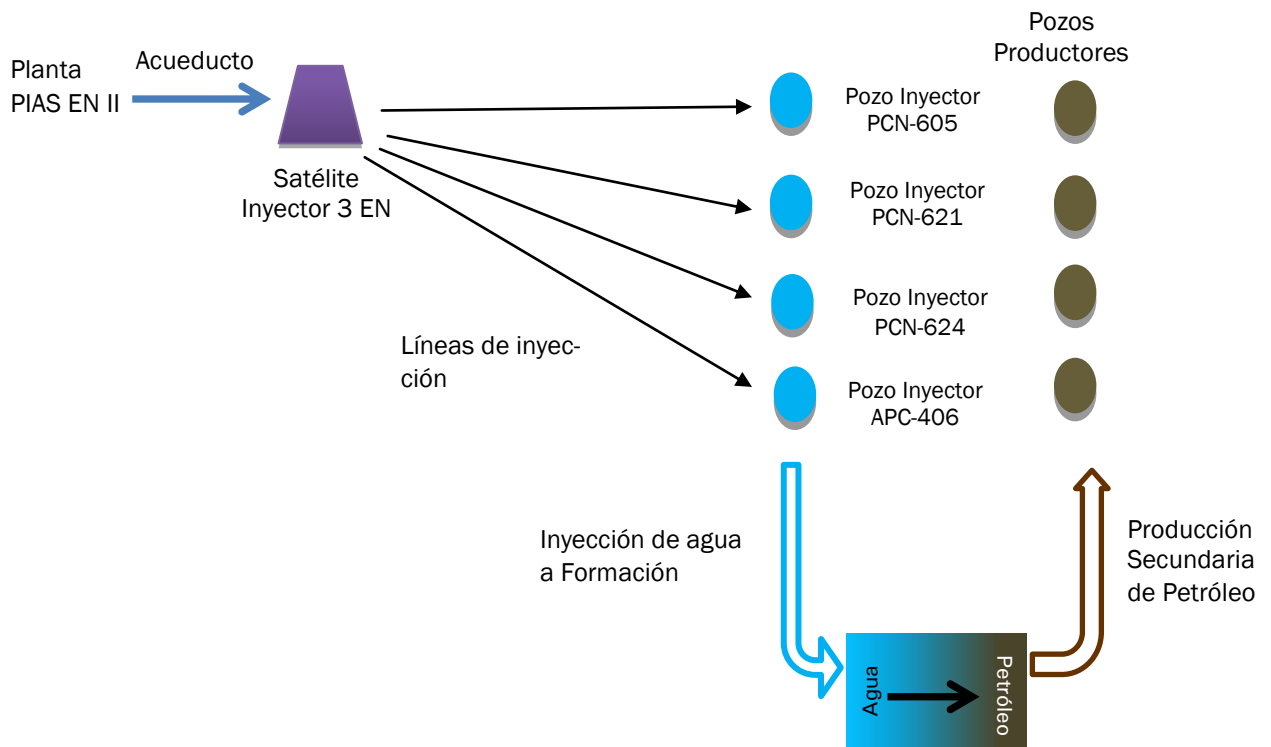 Planta
PIAS EN II
Acueducto
Satélite
Inyector 3 EN
Líneas de inyec-
ción
Pozo Inyector
PCN-605
Pozo Inyector
PCN-621
Pozo Inyector
PCN-624
Pozo Inyector
APC-406
Pozos
Productores
Inyección de agua
a Formación
Agua
Petróleo
Producción
Secundaria
de Petróleo